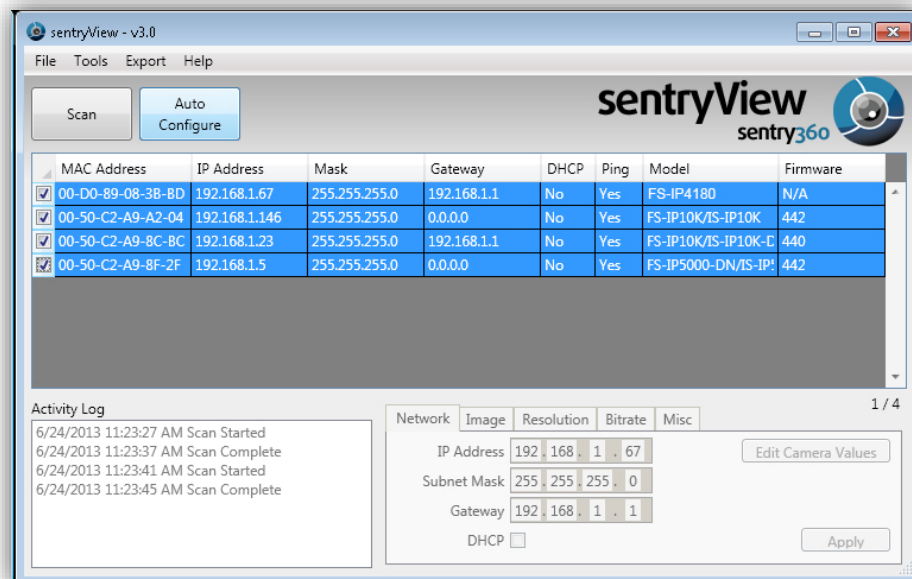 sentryView - v3.0
File Tools Export Help
Scan
Auto
Configure
sentryView
sentry360
MAC Address IP Address Mask Gateway DHCP Ping Model Firmware
00-D0-89-08-3B-BD 192.168.1.67 255.255.255.0 192.168.1.1 No Yes FS-IP4180 N/A
00-50-C2-A9-A2-04 192.168.1.146 255.255.255.0 0.0.0.0 No Yes FS-IP10K/IS-IP10K 442
00-50-C2-A9-8C-BC 192.168.1.23 255.255.255.0 192.168.1.1 No Yes FS-IP10K/IS-IP10K-D 440
00-50-C2-A9-8F-2F 192.168.1.5 255.255.255.0 0.0.0.0 No Yes FS-IP5000-DN/IS-IP5 442
1 / 4
Activity Log
6/24/2013 11:23:27 AM Scan Started
6/24/2013 11:23:37 AM Scan Complete
6/24/2013 11:23:41 AM Scan Started
6/24/2013 11:23:45 AM Scan Complete
Network Image Resolution Bitrate Misc
IP Address 192 . 168 . 1 . 67 Edit Camera Values
Subnet Mask 255 . 255 . 255 . 0
Gateway 192 . 168 . 1 . 1
DHCP Apply